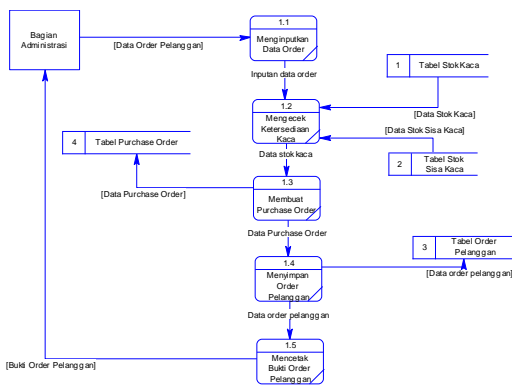 Bagian
Administrasi
[Data Order Pelanggan]
1.1
Menginputkan
Data Order
Inputan data order
1
Tabel Stok Kaca
[Data Stok Kaca]
1.2
Mengecek
Ketersediaan
Kaca
[Data Stok Sisa Kaca]
2
Tabel Stok
Sisa Kaca
Data stok kaca
4
Tabel Purchase Order
[Data Purchase Order]
1.3
Membuat
Purchase Order
Data Purchase Order
3
Tabel Order
Pelanggan
[Data order pelanggan]
1.4
Menyimpan
Order
Pelanggan
Data order pelanggan
1.5
Mencetak
Bukti Order
Pelanggan
[Bukti Order Pelanggan]